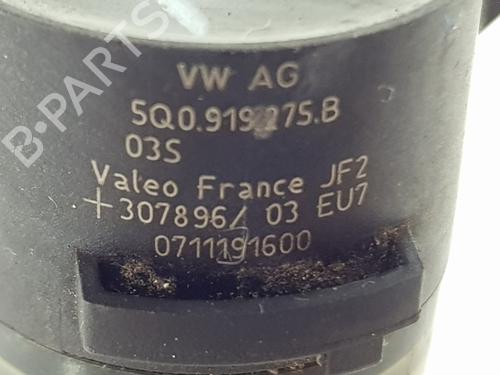 VW AG
5Q0.919275.B
03S
Valeo France JF2
+307896/ 03 EU7
0711191600
B-PARTS